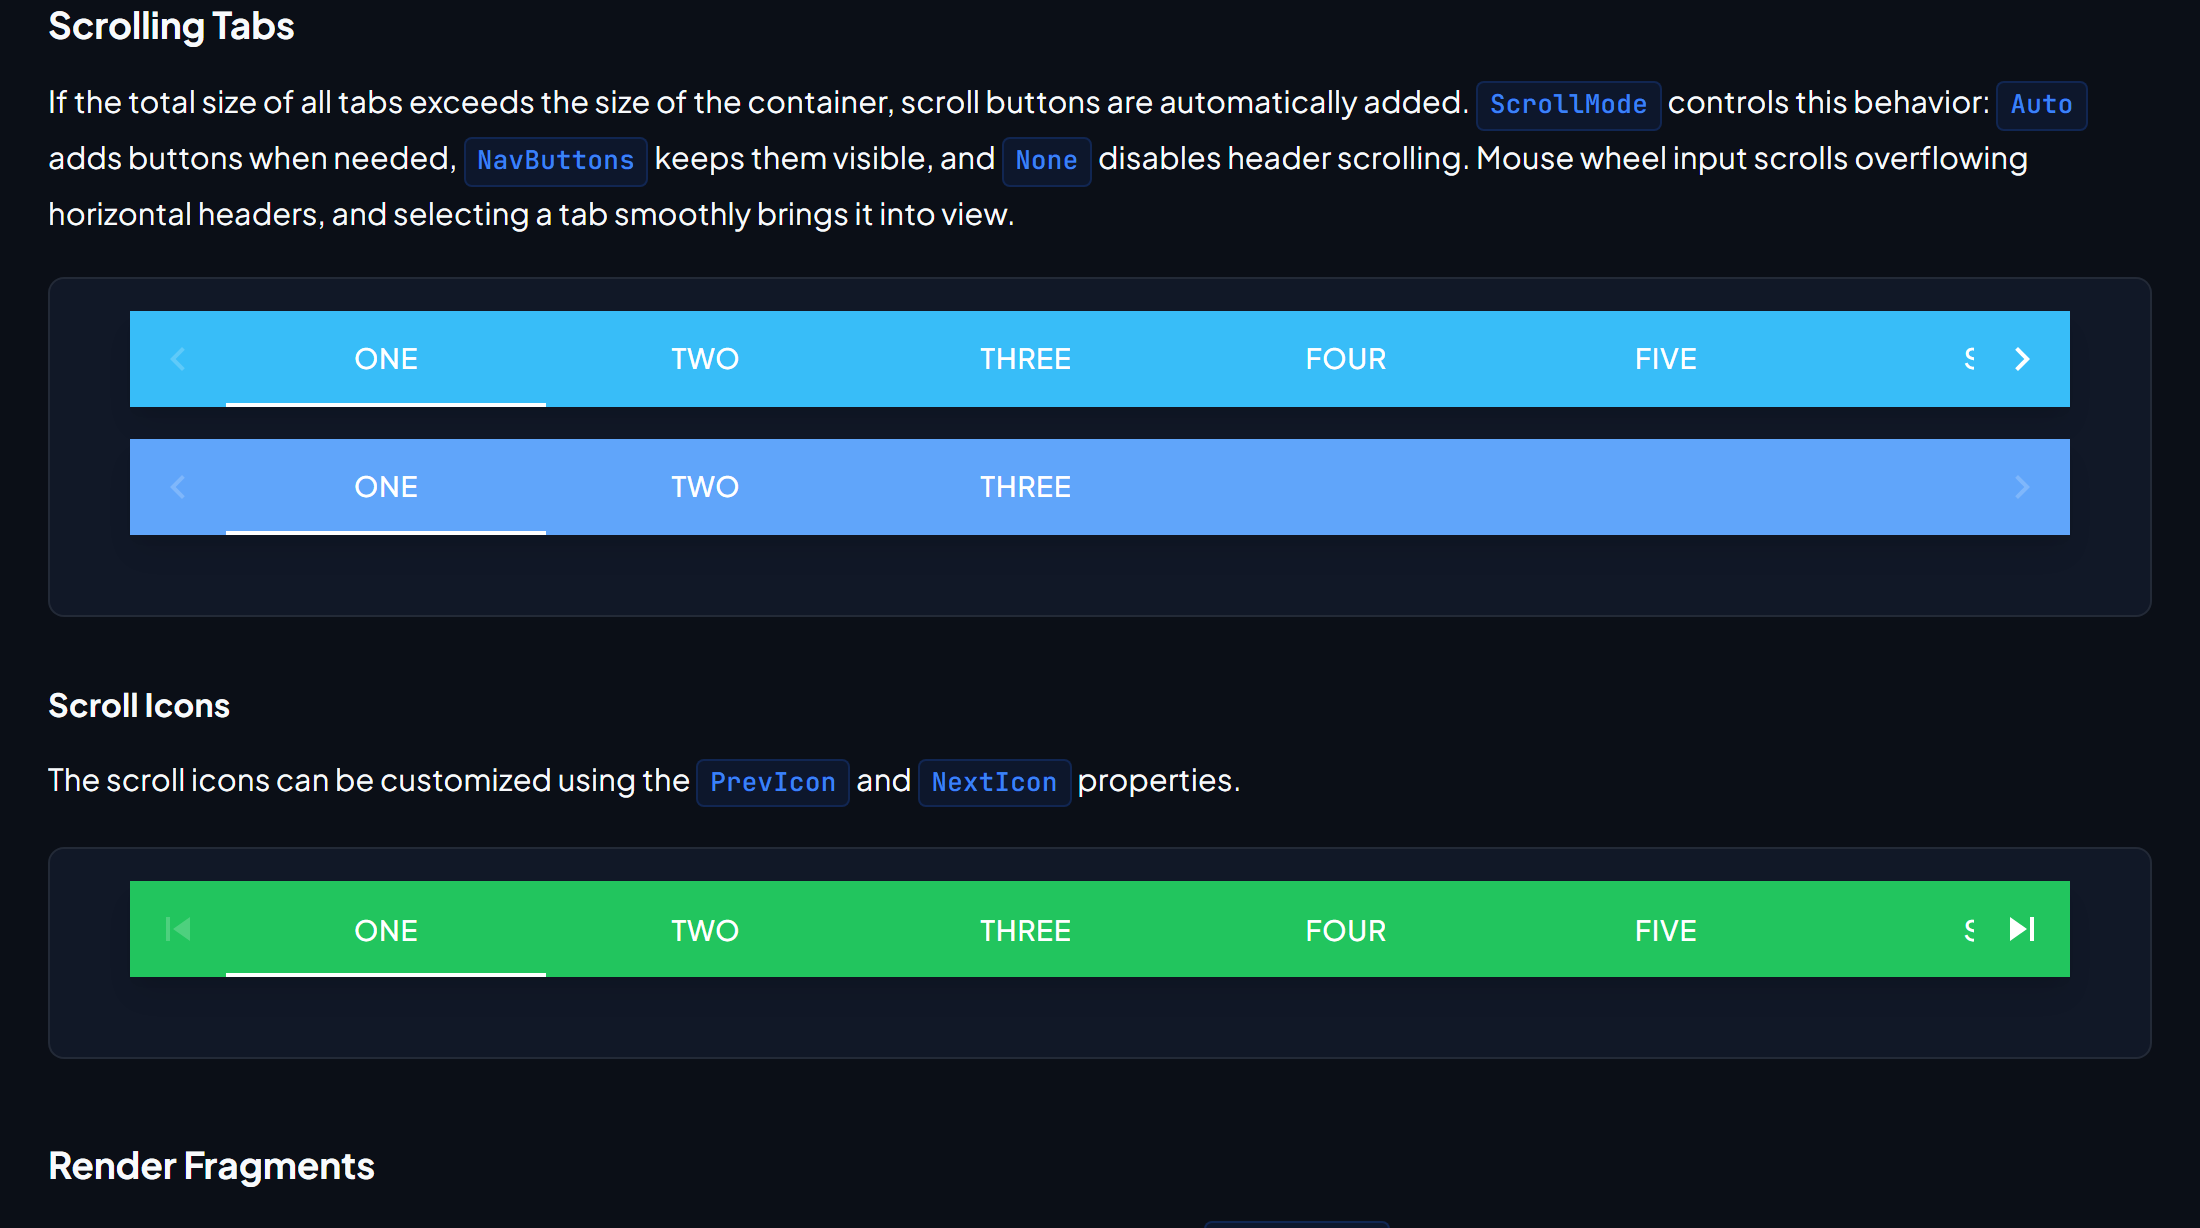 Scrolling Tabs
If the total size of all tabs exceeds the size of the container, scroll buttons are automatically added. ScrollMode controls this behavior: Auto
adds buttons when needed, NavButtons keeps them visible, and None disables header scrolling. Mouse wheel input scrolls overflowing
horizontal headers, and selecting a tab smoothly brings it into view.
ONE TWO THREE FOUR FIVE
ONE TWO THREE
Scroll Icons
The scroll icons can be customized using the PrevIcon and NextIcon properties.
ONE TWO THREE FOUR FIVE
Render Fragments